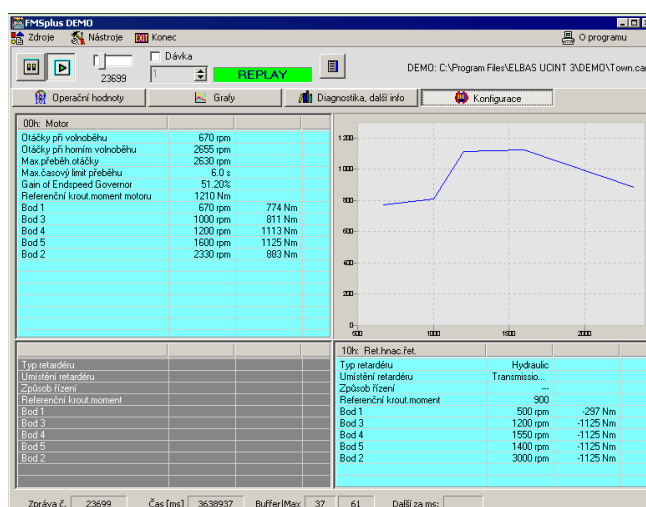 FMSplus DEMO
Zdroje Nástroje Konec O programu
Dávka
23699 1 REPLAY DEMO: C:\Program Files\ELBAS UCINT 3\DEMO\Town.ca
Operační hodnoty Grafy Diagnostika, další info Konfigurace
00h: Motor
Otáčky při volnoběhu 670 rpm
Otáčky při horním volnoběhu 2655 rpm
Max.přeběh.otáčky 2630 rpm
Max.časový limit přeběhu 6.0 s
Gain of Endspeed Governor 51.20%
Referenční krout.moment motoru 1210 Nm
Bod 1 670 rpm 774 Nm
Bod 3 1000 rpm 811 Nm
Bod 4 1200 rpm 1113 Nm
Bod 5 1600 rpm 1125 Nm
Bod 2 2330 rpm 883 Nm
1200
1000
800
600
400
200
0
500 1000 1500 2000
Typ retardéru
Umístění retardéru
Způsob řízení
Referenční krout.moment
Bod 1
Bod 3
Bod 4
Bod 5
Bod 2
10h: Ret.hnac.řet.
Typ retardéru Hydraulic
Umístění retardéru Transmissio...
Způsob řízení ---
Referenční krout.moment 900
Bod 1 500 rpm -297 Nm
Bod 3 1200 rpm -1125 Nm
Bod 4 1550 rpm -1125 Nm
Bod 5 1400 rpm -1125 Nm
Bod 2 3000 rpm -1125 Nm
Zpráva č. 23699 Čas [ms] 3638937 Buffer|Max 37 61 Další za ms: